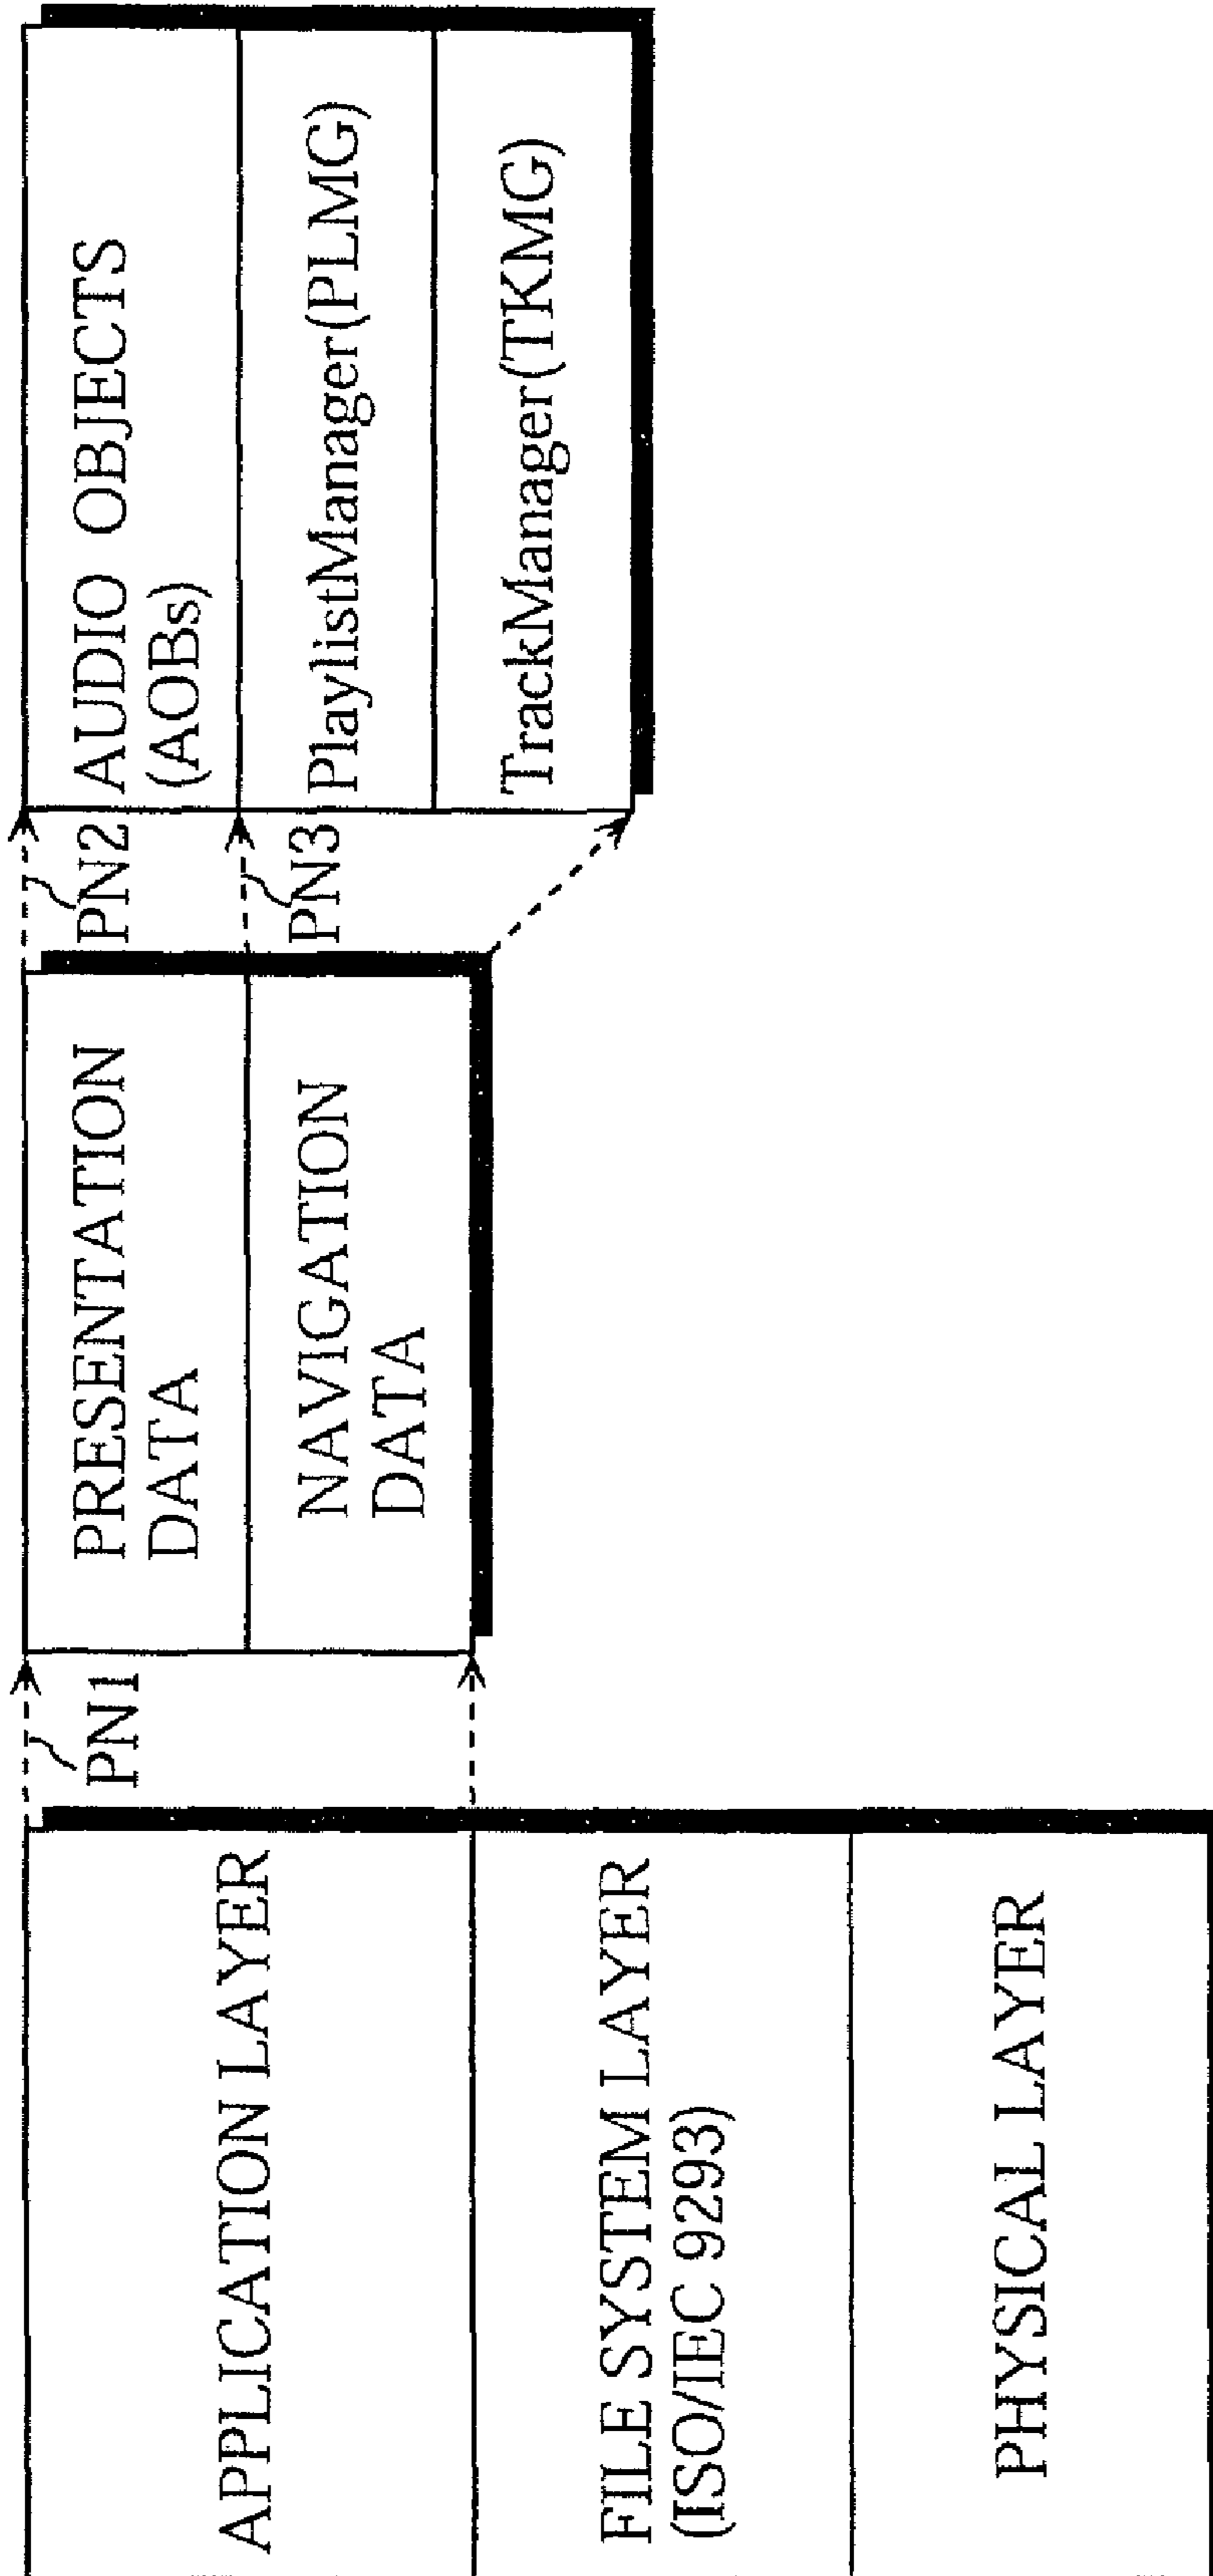 APPLICATION LAYER
FILE SYSTEM LAYER
(ISO/IEC 9293)
PHYSICAL LAYER
PN1
PRESENTATION
DATA
NAVIGATION
DATA
PN2
PN3
AUDIO OBJECTS
(AOBs)
PlaylistManager(PLMG)
TrackManager(TKMG)